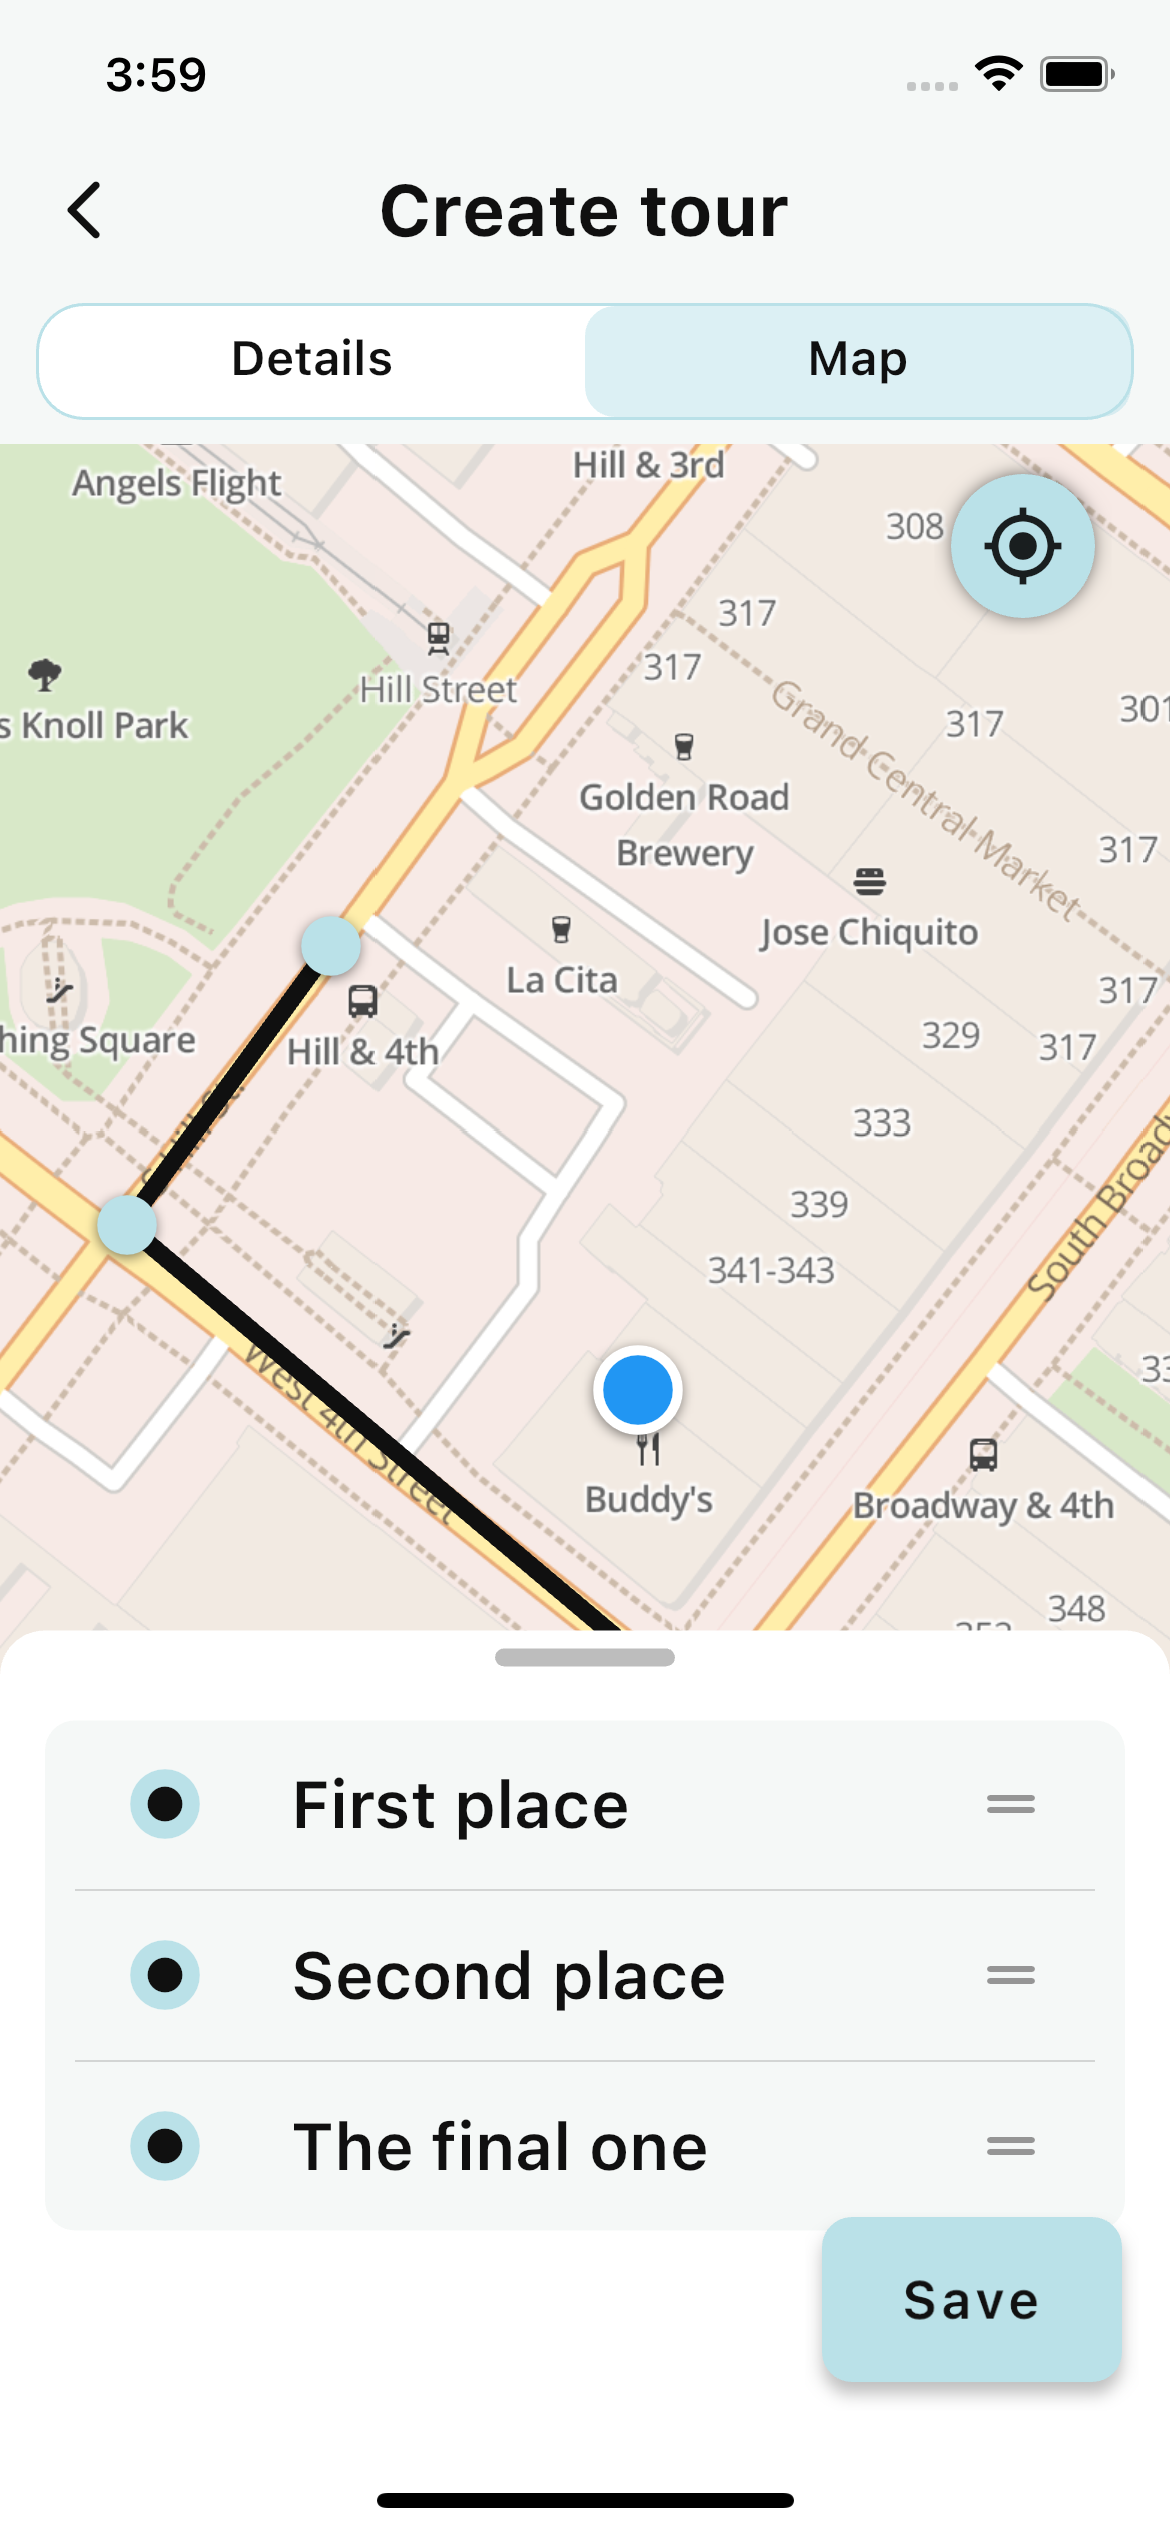 3:59
Create tour
Details
Map
Angels Flight
Hill & 3rd
308
317
317
Hill Street
Grand Central Market
317
301
s Knoll Park
Golden Road
Brewery
317
Jose Chiquito
La Cita
317
329
317
hing Square
Hill & 4th
333
339
South Broad
341-343
West 4th Street
33
Buddy's
Broadway & 4th
348
First place
Second place
The final one
Save